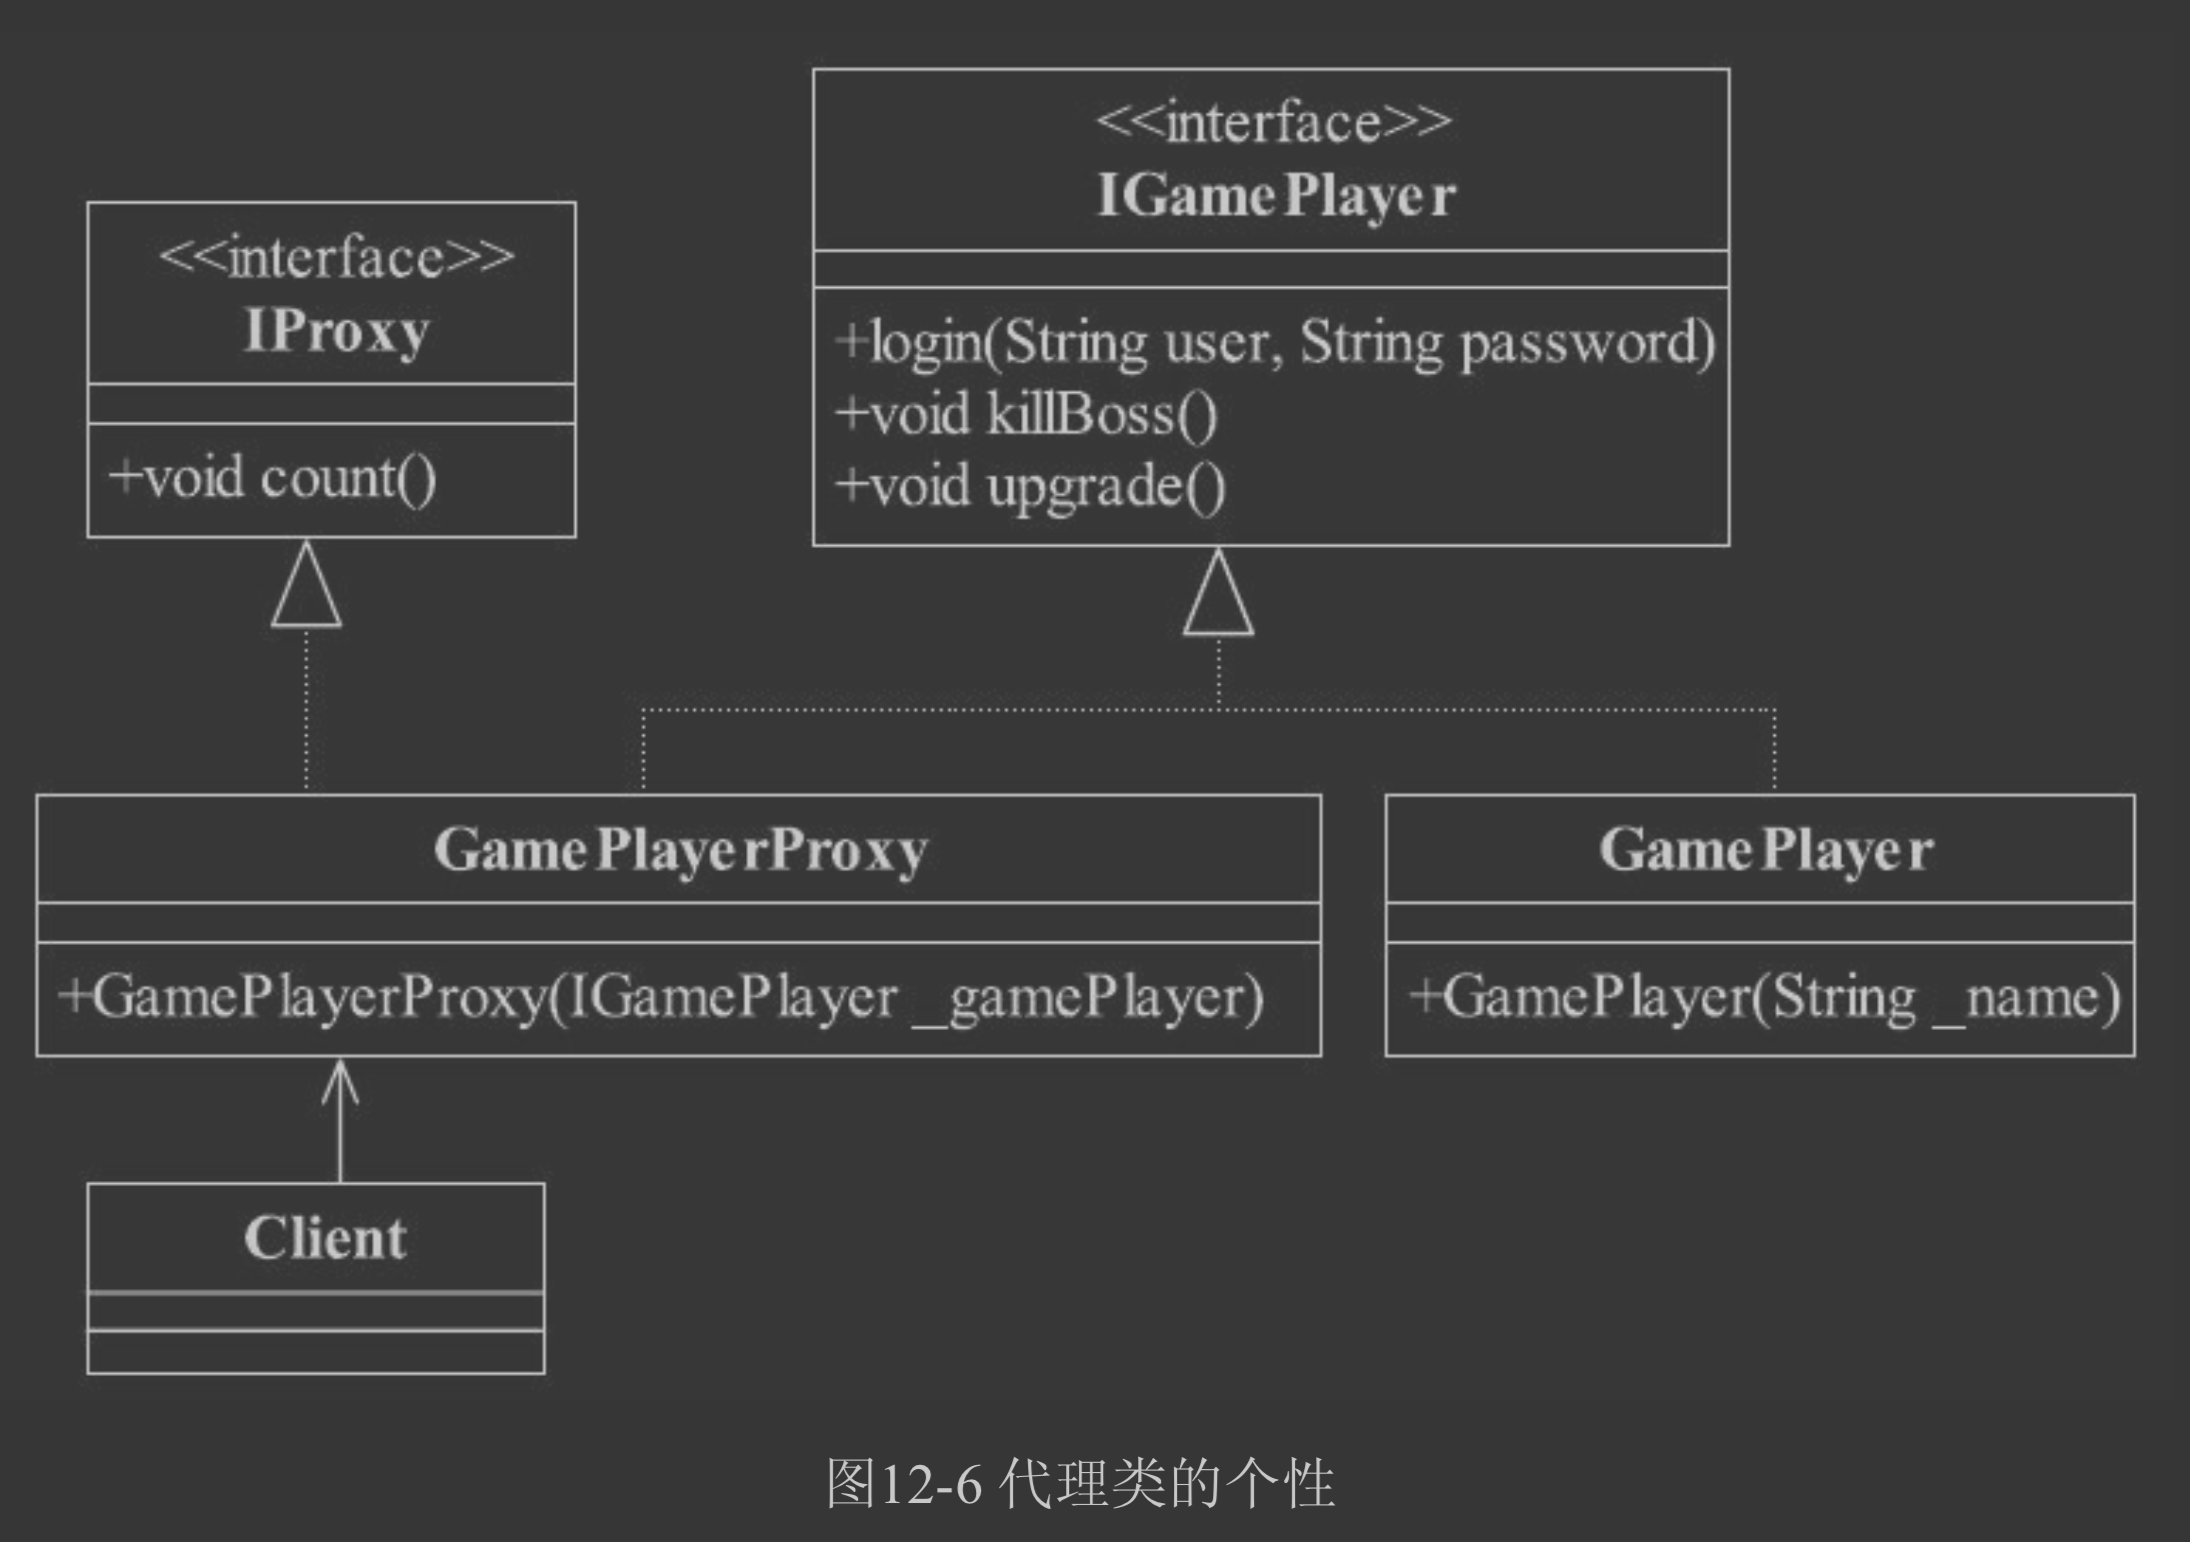 <<interface>>
IProxy
+void count()
<<interface>>
IGamePlayer
+login(String user, String password)
+void killBoss()
+void upgrade()
GamePlayerProxy
+GamePlayerProxy(IGamePlayer _gamePlayer)
GamePlayer
+GamePlayer(String _name)
Client
图12-6 代理类的个性